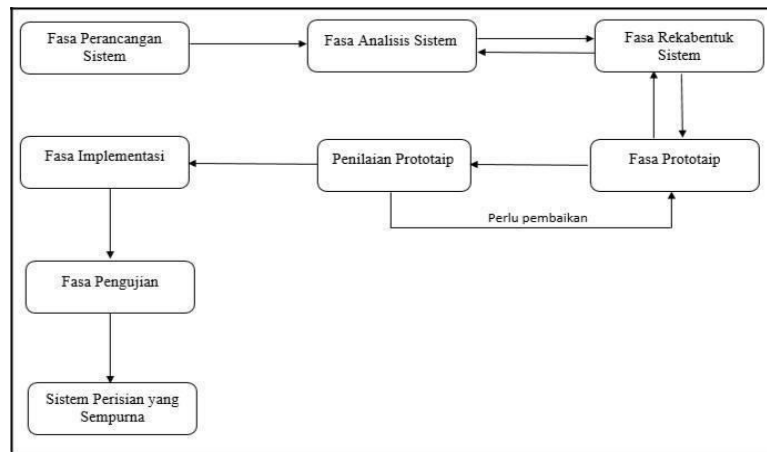 Fasa Perancangan
Sistem
Fasa Analisis Sistem
Fasa Rekabentuk
Sistem
Fasa Implementasi
Penilaian Prototaip
Fasa Prototaip
Perlu pembaikan
Fasa Pengujian
Sistem Perisian yang
Sempurna